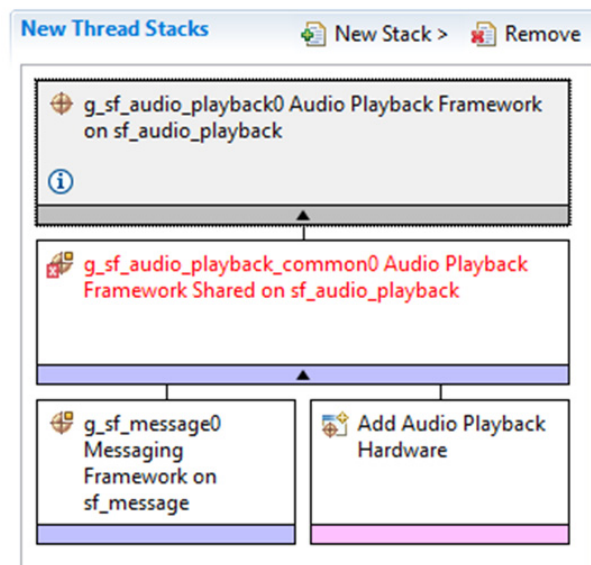 New Thread Stacks
New Stack >
Remove
g_sf_audio_playback0 Audio Playback Framework
on sf_audio_playback
g_sf_audio_playback_common0 Audio Playback
Framework Shared on sf_audio_playback
g_sf_message0
Messaging
Framework on
sf_message
Add Audio Playback
Hardware